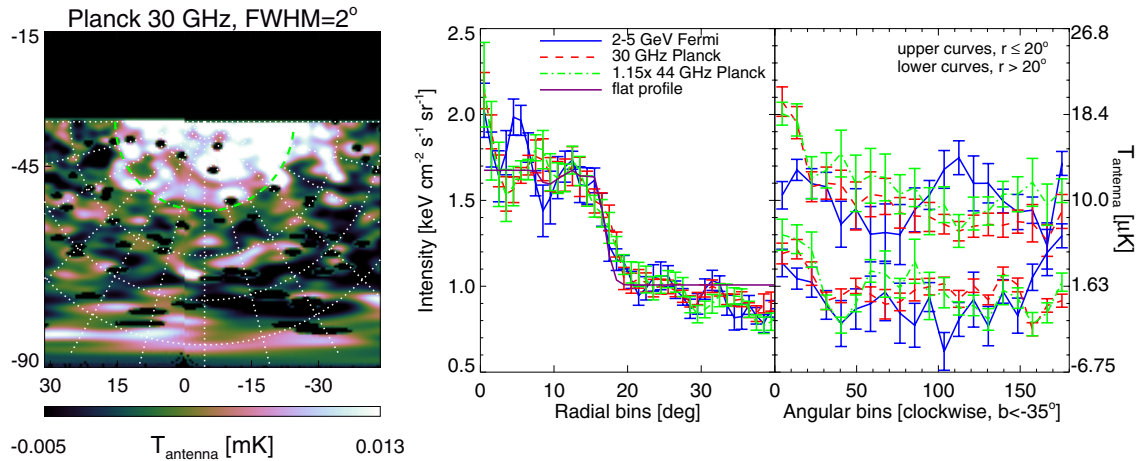 Planck 30 GHz, FWHM=2°
-15
-45
-90
30 15 0 -15 -30
-0.005 T antenna [mK] 0.013
2-5 GeV Fermi
30 GHz Planck
1.15x 44 GHz Planck
flat profile
upper curves, r ≤ 20°
lower curves, r > 20°
Intensity [keV cm⁻² s⁻¹ sr⁻¹]
2.5
2.0
1.5
1.0
0.5
0 10 20 30
Radial bins [deg]
0 50 100 150
Angular bins [clockwise, b<-35°]
26.8
18.4
10.0
1.63
-6.75
T antenna [µK]